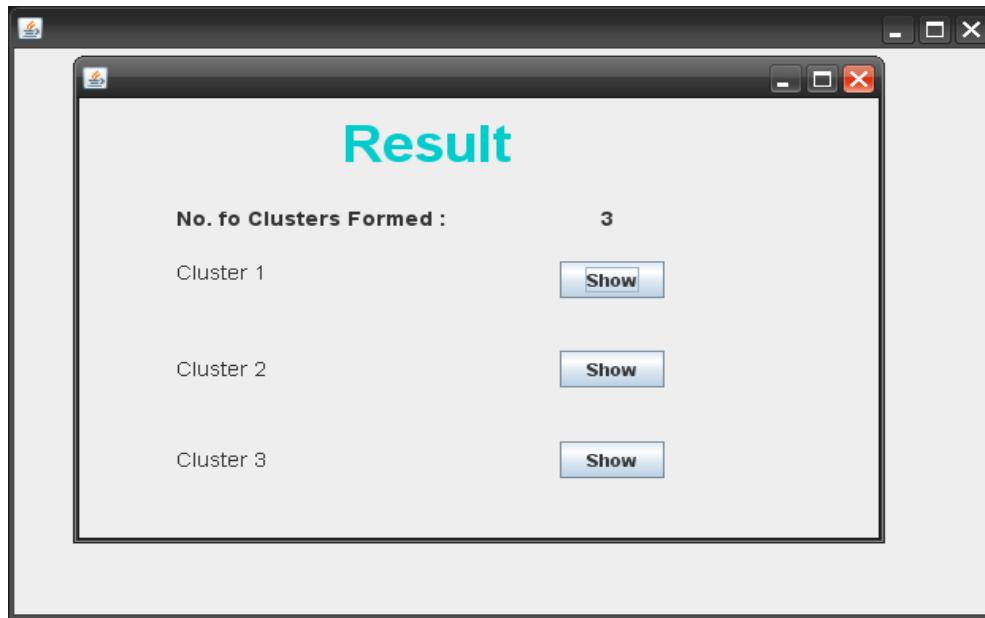 Result
No. fo Clusters Formed : 3
Cluster 1 Show
Cluster 2 Show
Cluster 3 Show